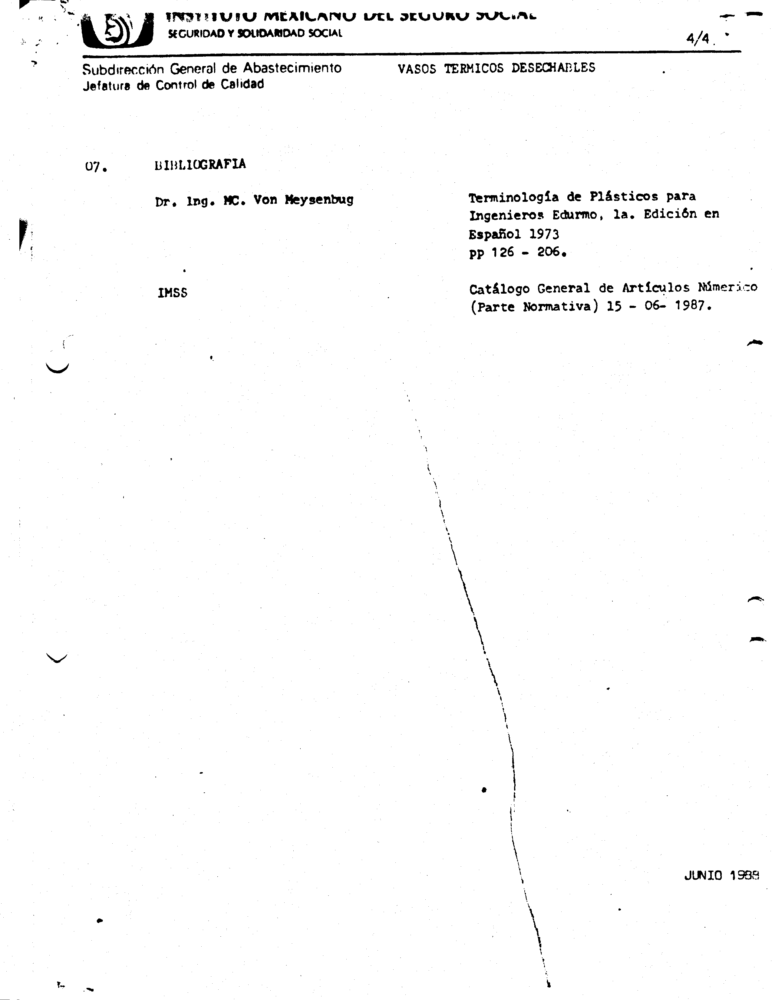 INSTITUTO MEXICANO DEL SEGURO SOCIAL
SEGURIDAD Y SOLIDARIDAD SOCIAL
4/4.
Subdirección General de Abastecimiento
VASOS TERMICOS DESECHABLES
Jefatura de Control de Calidad
07. BIBLIOGRAFIA
Dr. Ing. MC. Von Meysenbug
Terminología de Plásticos para
Ingenieros Edurmo, 1a. Edición en
Español 1973
pp 126 - 206.
IMSS
Catálogo General de Artículos Númerico
(Parte Normativa) 15 - 06- 1987.
JUNIO 1988